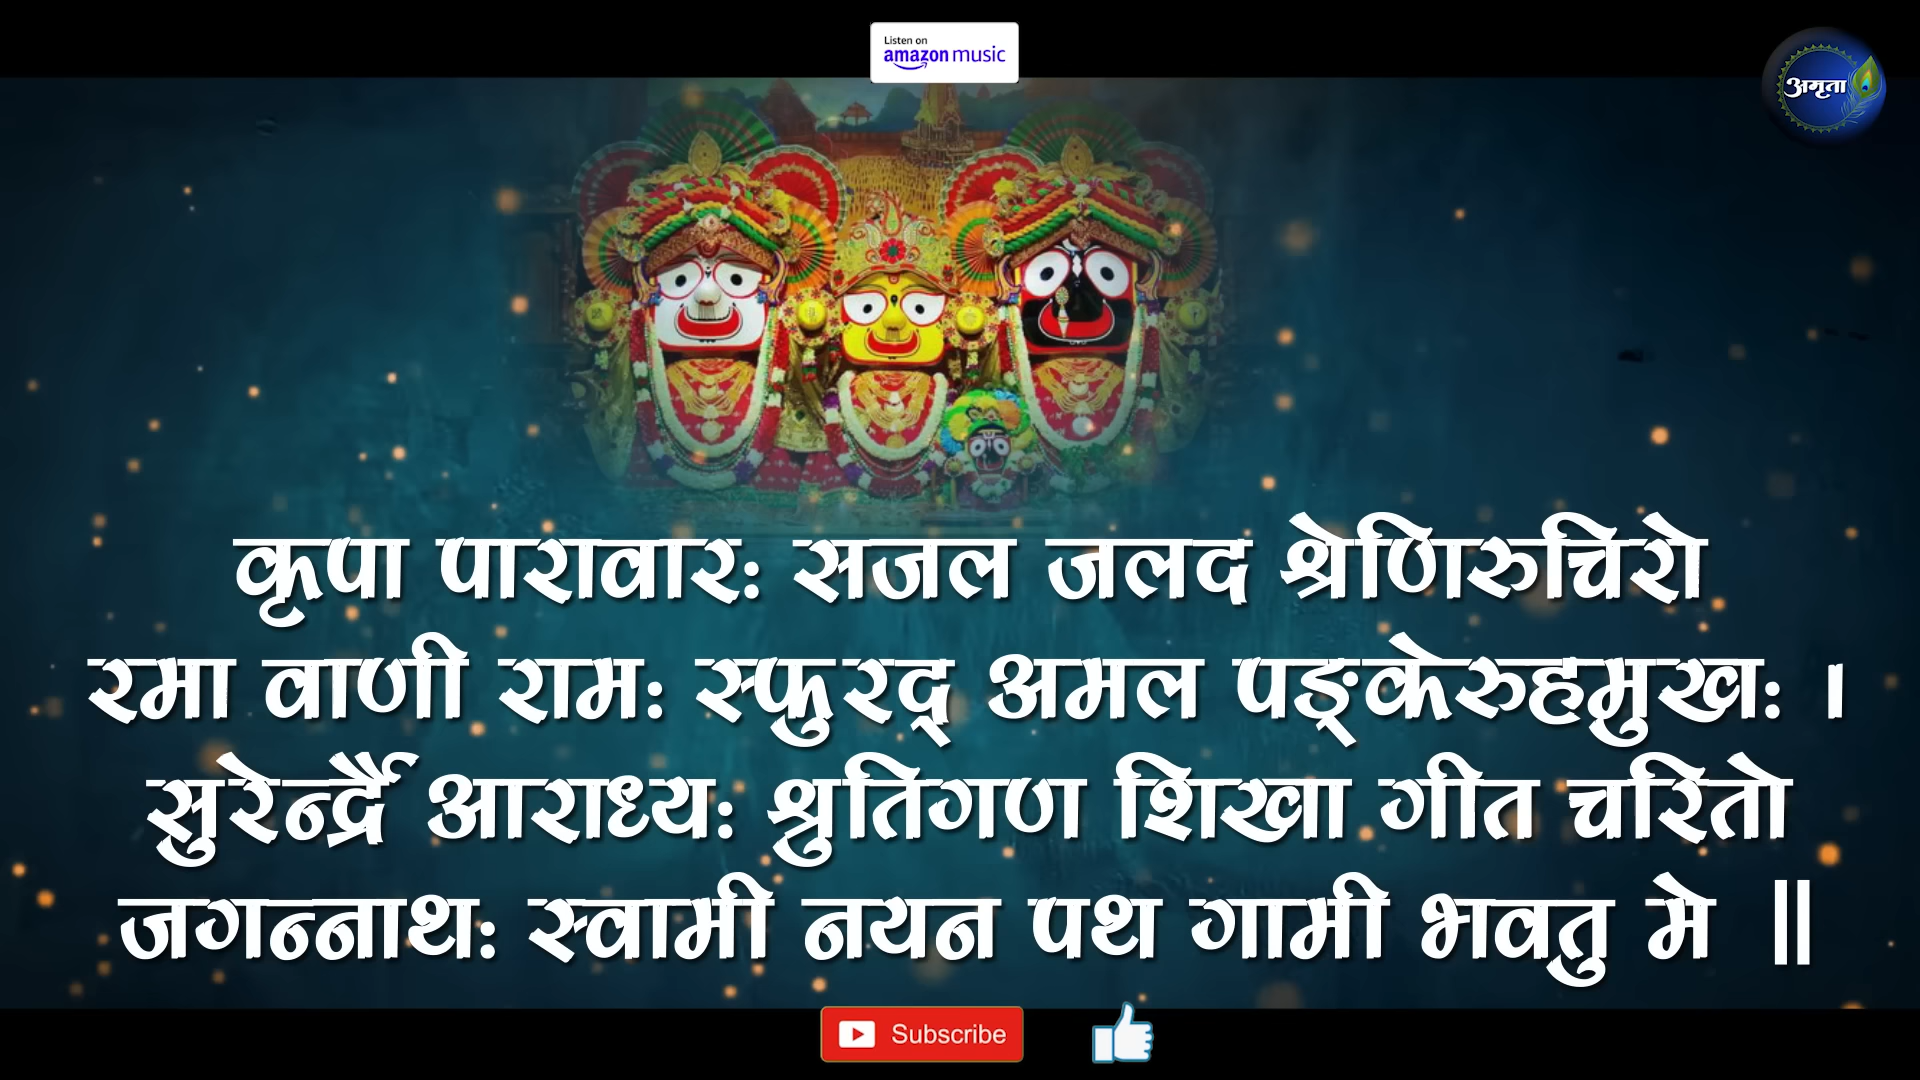 Listen on
amazon music
अमृता
कृपा पारावार: सजल जलद श्रेणिरुचिरो
रमा वाणी राम: स्फुरद् अमल पङ्केरुहमुख: ।
सुरेन्द्रै आराध्य: श्रुतिगण शिखा गीत चरितो
जगन्नाथ: स्वामी नयन पथ गामी भवतु मे ||
Subscribe